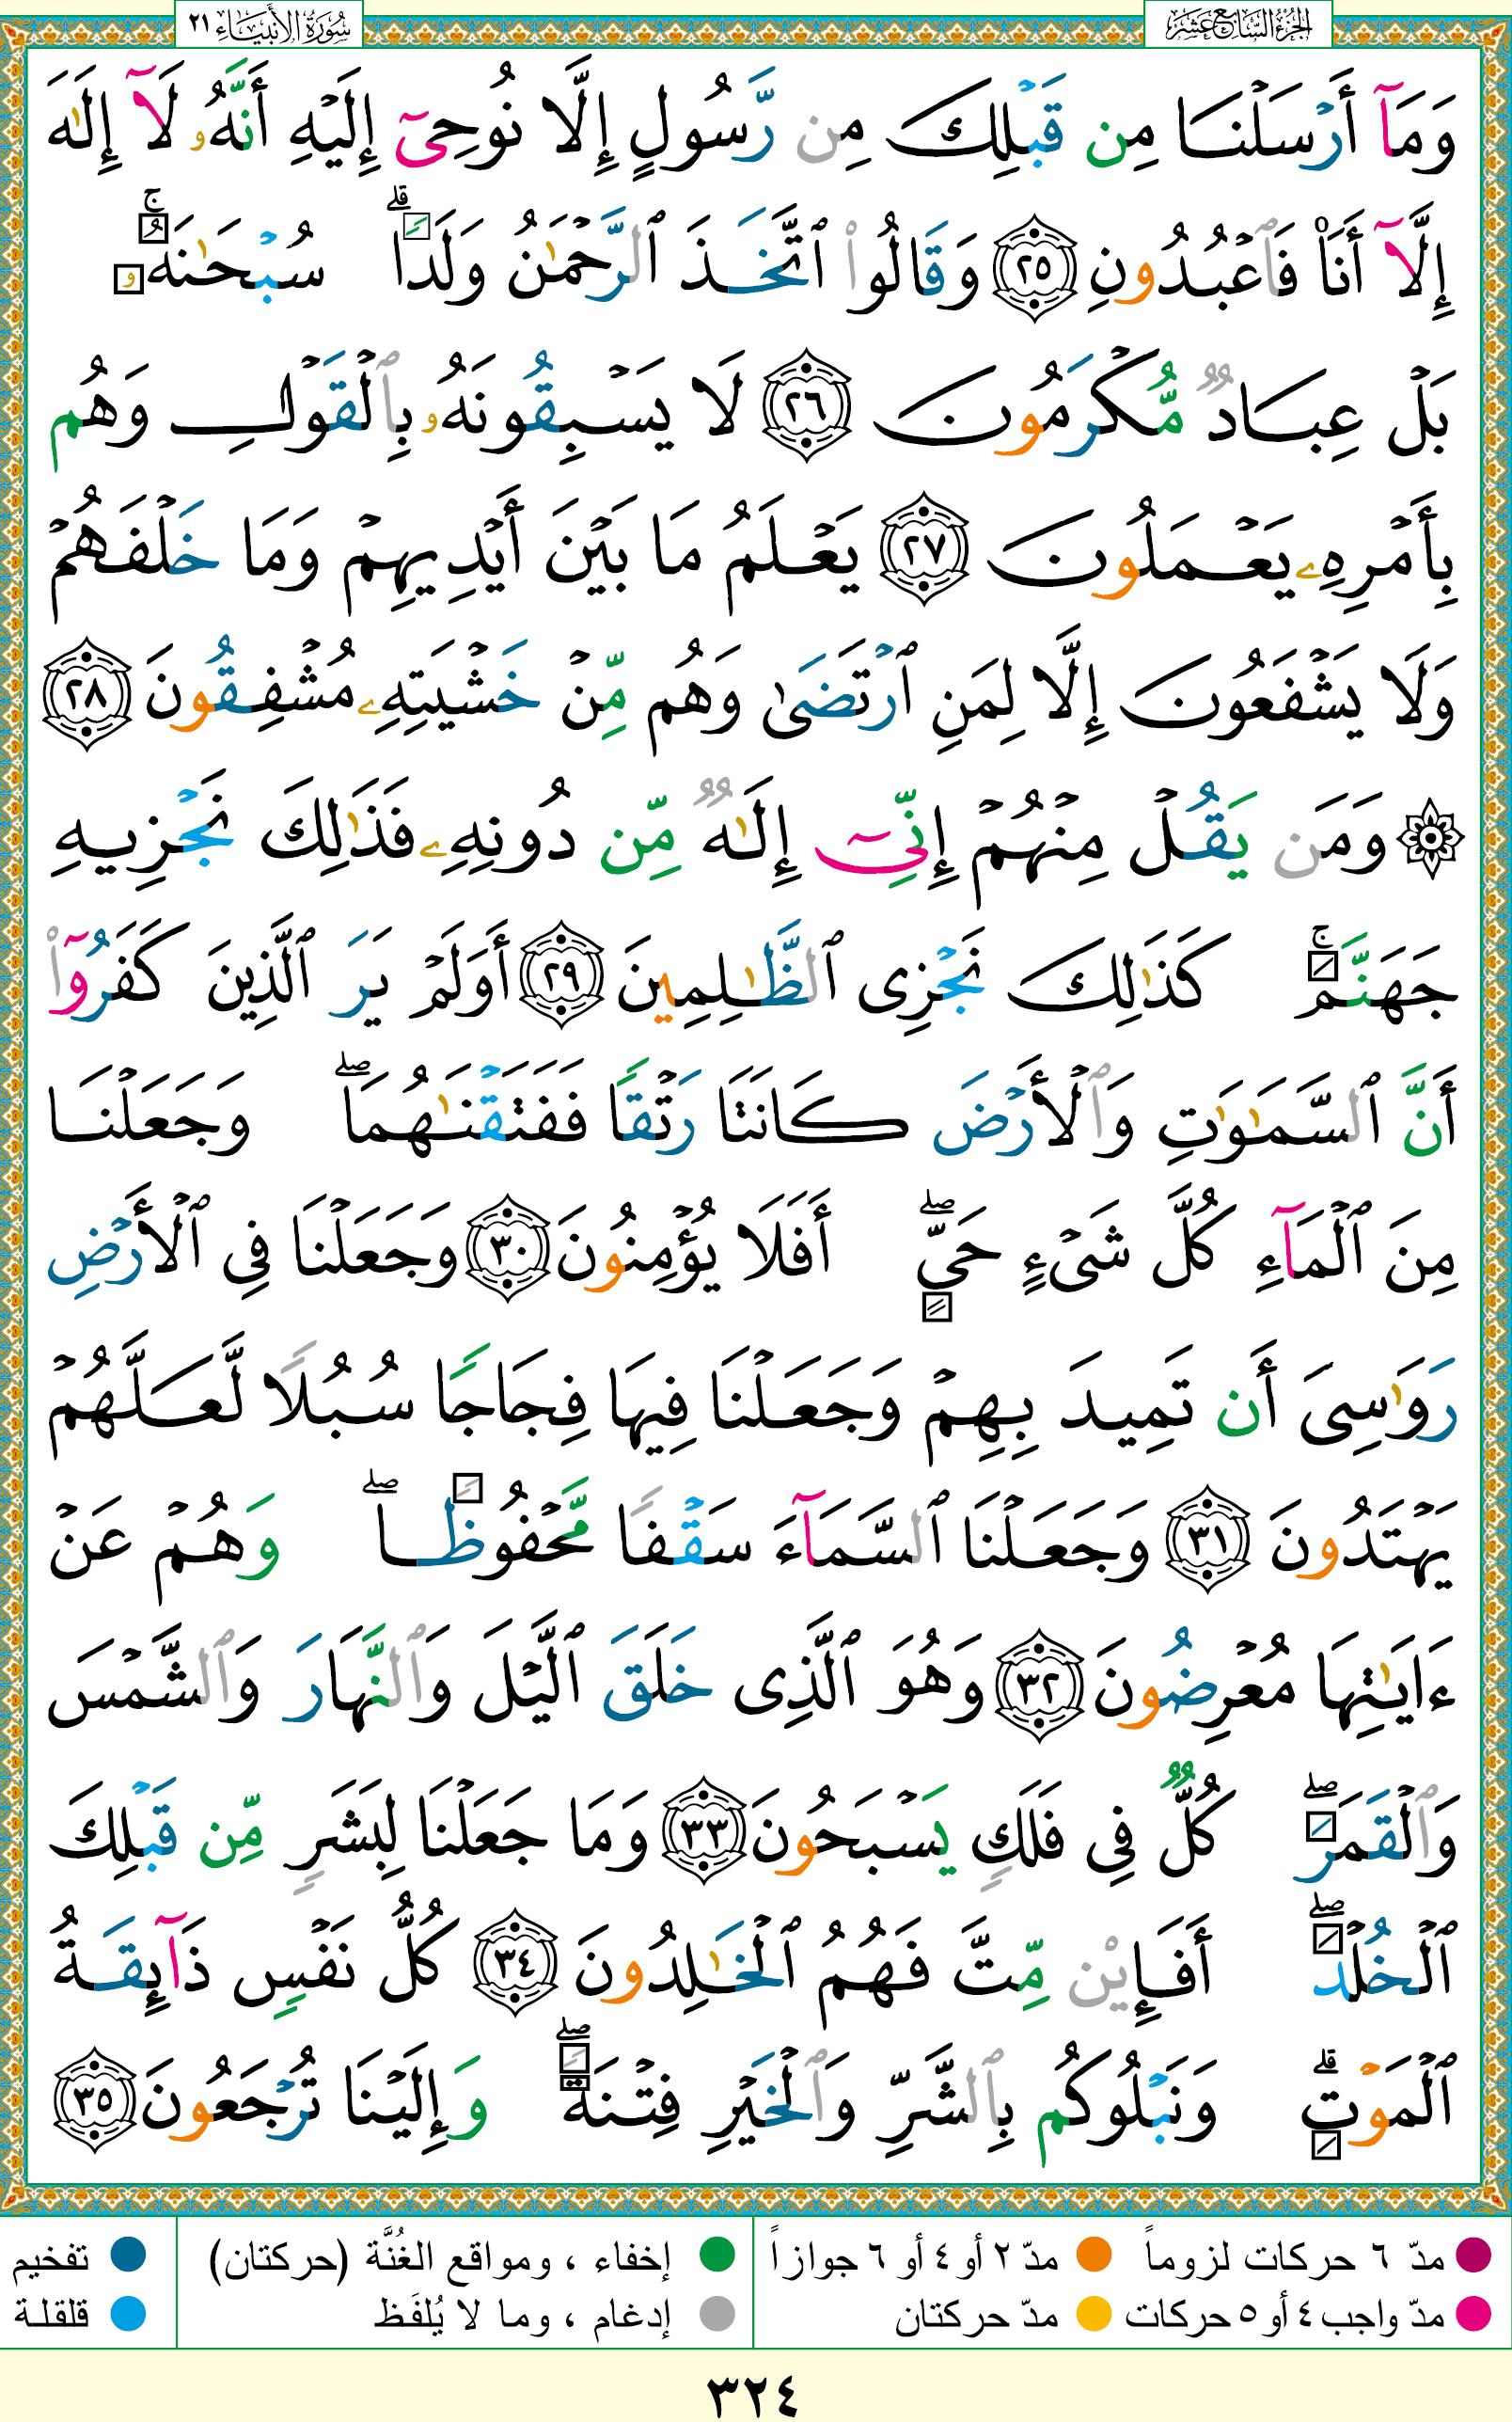 الجزء السابع عشر
سورة الأنبياء ٢١
وَمَآ أَرۡسَلۡنَا مِن قَبۡلِكَ مِن رَّسُولٍ إِلَّا نُوحِيٓ إِلَيۡهِ أَنَّهُۥ لَآ إِلَٰهَ
إِلَّآ أَنَا۠ فَٱعۡبُدُونِ ٢٥ وَقَالُوا۟ ٱتَّخَذَ ٱلرَّحۡمَٰنُ وَلَدٗاۗ سُبۡحَٰنَهُۥۚ
بَلۡ عِبَادٞ مُّكۡرَمُونَ ٢٦ لَا يَسۡبِقُونَهُۥ بِٱلۡقَوۡلِ وَهُم
بِأَمۡرِهِۦ يَعۡمَلُونَ ٢٧ يَعۡلَمُ مَا بَيۡنَ أَيۡدِيهِمۡ وَمَا خَلۡفَهُمۡ
وَلَا يَشۡفَعُونَ إِلَّا لِمَنِ ٱرۡتَضَىٰ وَهُم مِّنۡ خَشۡيَتِهِۦ مُشۡفِقُونَ ٢٨
۞ وَمَن يَقُلۡ مِنۡهُمۡ إِنِّيٓ إِلَٰهٞ مِّن دُونِهِۦ فَذَٰلِكَ نَجۡزِيهِ
جَهَنَّمَۚ كَذَٰلِكَ نَجۡزِي ٱلظَّٰلِمِينَ ٢٩ أَوَلَمۡ يَرَ ٱلَّذِينَ كَفَرُوٓا۟
أَنَّ ٱلسَّمَٰوَٰتِ وَٱلۡأَرۡضَ كَانَتَا رَتۡقٗا فَفَتَقۡنَٰهُمَاۖ وَجَعَلۡنَا
مِنَ ٱلۡمَآءِ كُلَّ شَيۡءٍ حَيٍّۖ أَفَلَا يُؤۡمِنُونَ ٣٠ وَجَعَلۡنَا فِي ٱلۡأَرۡضِ
رَوَٰسِيَ أَن تَمِيدَ بِهِمۡ وَجَعَلۡنَا فِيهَا فِجَاجٗا سُبُلٗا لَّعَلَّهُمۡ
يَهۡتَدُونَ ٣١ وَجَعَلۡنَا ٱلسَّمَآءَ سَقۡفٗا مَّحۡفُوظٗاۖ وَهُمۡ عَنۡ
ءَايَٰتِهَا مُعۡرِضُونَ ٣٢ وَهُوَ ٱلَّذِي خَلَقَ ٱلَّيۡلَ وَٱلنَّهَارَ وَٱلشَّمۡسَ
وَٱلۡقَمَرَۖ كُلّٞ فِي فَلَكٖ يَسۡبَحُونَ ٣٣ وَمَا جَعَلۡنَا لِبَشَرٖ مِّن قَبۡلِكَ
ٱلۡخُلۡدَۖ أَفَإِي۟ن مِّتَّ فَهُمُ ٱلۡخَٰلِدُونَ ٣٤ كُلُّ نَفۡسٖ ذَآئِقَةُ
ٱلۡمَوۡتِۗ وَنَبۡلُوكُم بِٱلشَّرِّ وَٱلۡخَيۡرِ فِتۡنَةٗۖ وَإِلَيۡنَا تُرۡجَعُونَ ٣٥
مدّ ٦ حركات لزوماً مدّ ٢ أو ٤ أو ٦ جوازاً إخفاء ، ومواقع الغُنَّة (حركتان) تفخيم
مدّ واجب ٤ أو ٥ حركات مدّ حركتان إدغام ، وما لا يُلفَظ قلقلة
٣٢٤